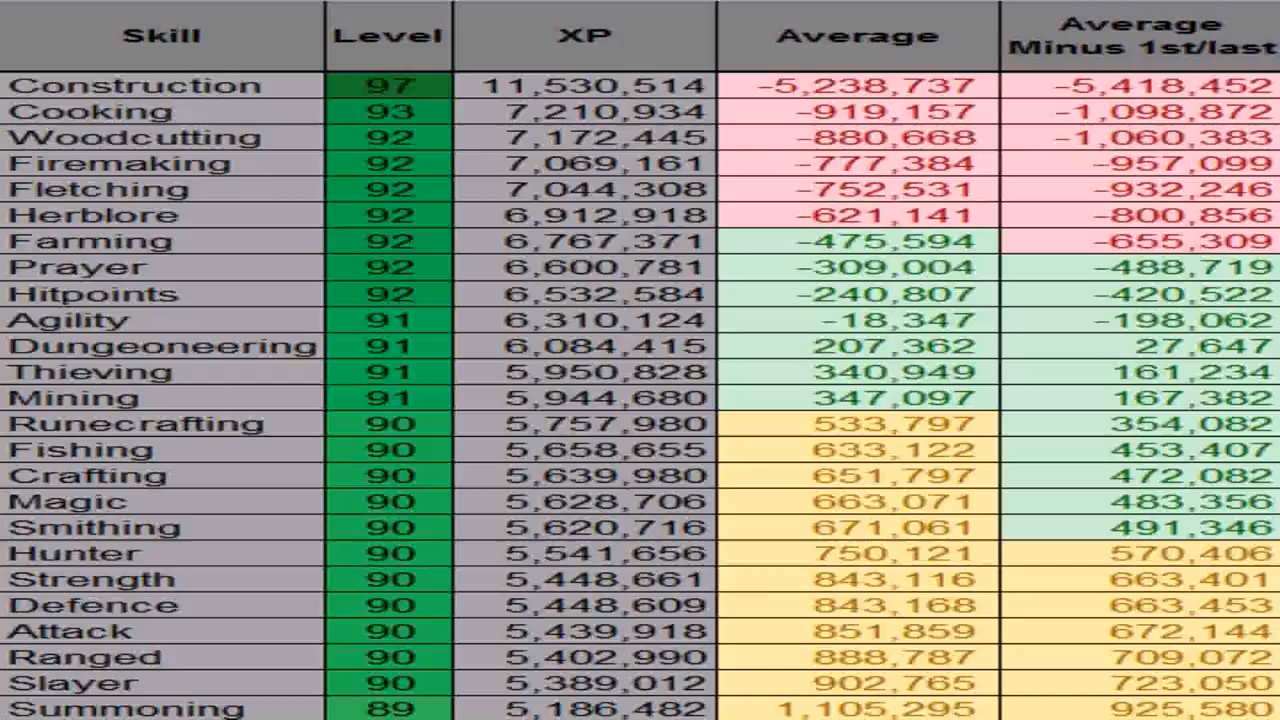 Skill Level XP Average Average Minus 1st/last
Construction 97 11,530,514 -5,238,737 -5,418,452
Cooking 93 7,210,934 -919,157 -1,098,872
Woodcutting 92 7,172,445 -880,668 -1,060,383
Firemaking 92 7,069,161 -777,384 -957,099
Fletching 92 7,044,308 -752,531 -932,246
Herblore 92 6,912,918 -621,141 -800,856
Farming 92 6,767,371 -475,594 -655,309
Prayer 92 6,600,781 -309,004 -488,719
Hitpoints 92 6,532,584 -240,807 -420,522
Agility 91 6,310,124 -18,347 -198,062
Dungeoneering 91 6,084,415 207,362 27,647
Thieving 91 5,950,828 340,949 161,234
Mining 91 5,944,680 347,097 167,382
Runecrafting 90 5,757,980 533,797 354,082
Fishing 90 5,658,655 633,122 453,407
Crafting 90 5,639,980 651,797 472,082
Magic 90 5,628,706 663,071 483,356
Smithing 90 5,620,716 671,061 491,346
Hunter 90 5,541,656 750,121 570,406
Strength 90 5,448,661 843,116 663,401
Defence 90 5,448,609 843,168 663,453
Attack 90 5,439,918 851,859 672,144
Ranged 90 5,402,990 888,787 709,072
Slayer 90 5,389,012 902,765 723,050
Summoning 89 5,186,482 1,105,295 925,580